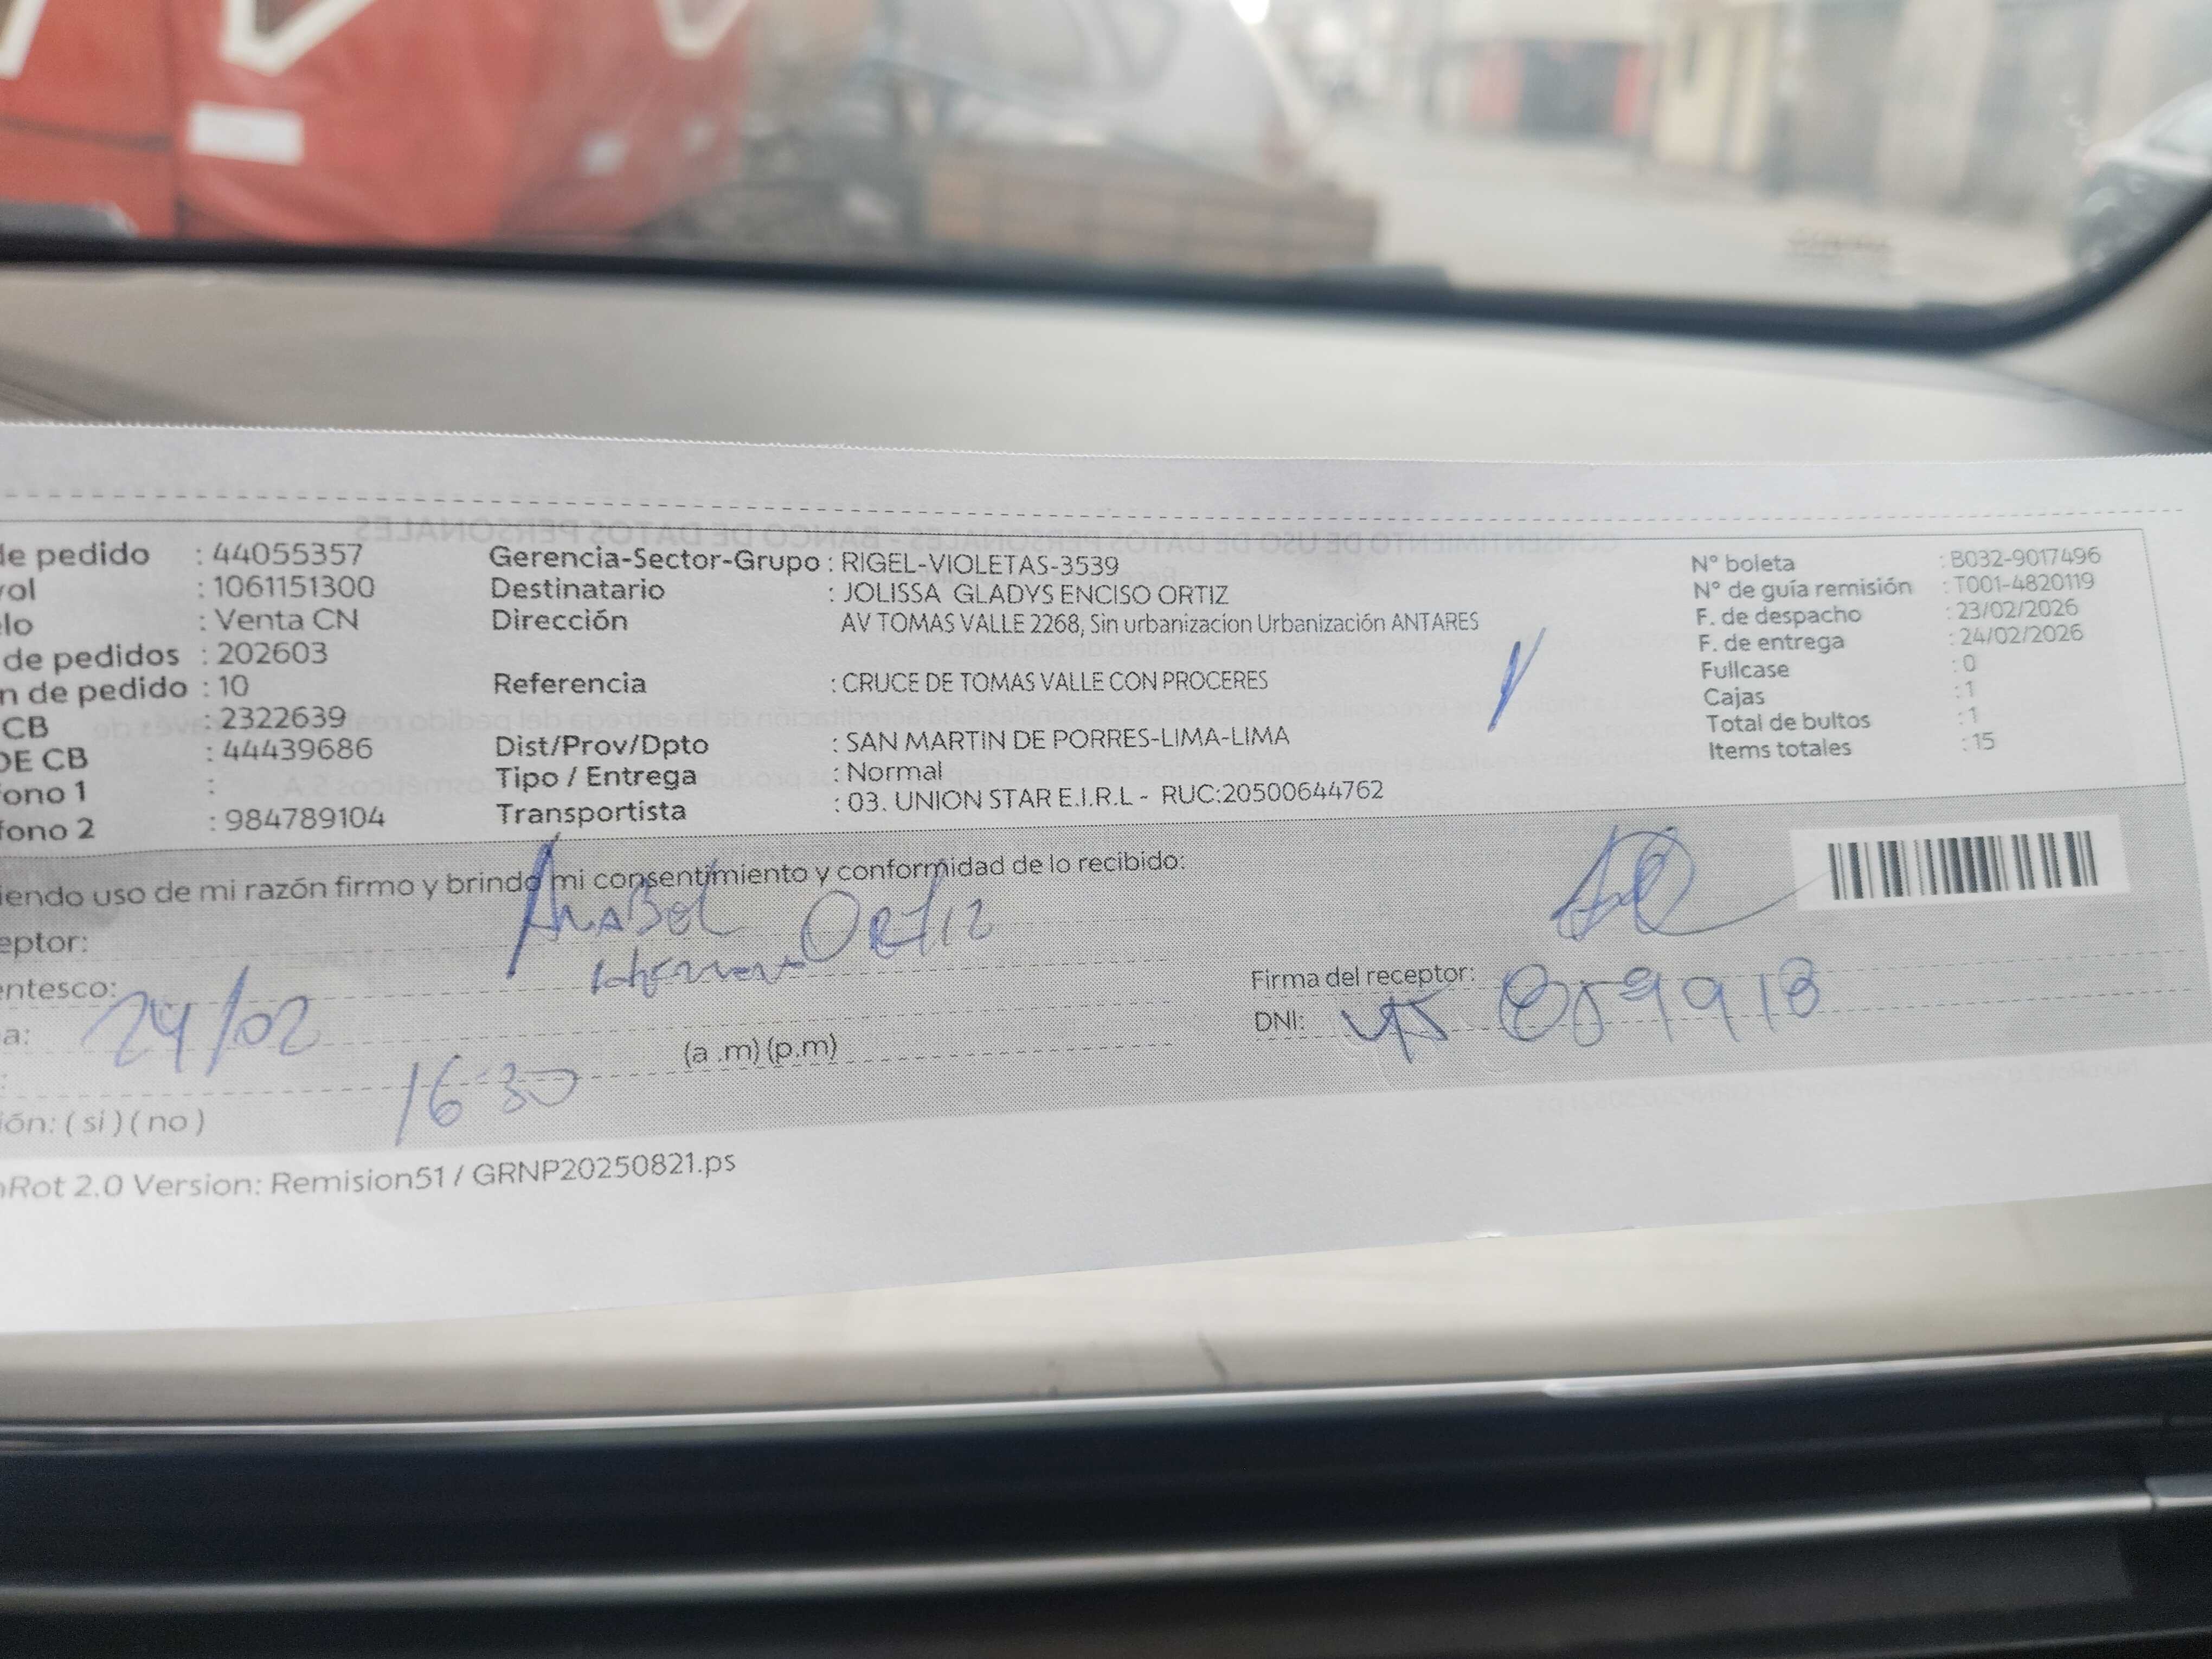 de pedido : 44055357
ol : 1061151300
lo : Venta CN
de pedidos : 202603
n de pedido : 10
CB : 2322639
DE CB : 44439686
fono 1 :
fono 2 : 984789104
Gerencia-Sector-Grupo : RIGEL-VIOLETAS-3539
Destinatario : JOLISSA GLADYS ENCISO ORTIZ
Dirección AV TOMAS VALLE 2268, Sin urbanizacion Urbanización ANTARES
Referencia : CRUCE DE TOMAS VALLE CON PROCERES
Dist/Prov/Dpto : SAN MARTIN DE PORRES-LIMA-LIMA
Tipo / Entrega : Normal
Transportista : 03. UNION STAR E.I.R.L - RUC:20500644762
N° boleta : B032-9017496
N° de guía remisión : T001-4820119
F. de despacho : 23/02/2026
F. de entrega : 24/02/2026
Fullcase : 0
Cajas : 1
Total de bultos : 1
Items totales : 15
iendo uso de mi razón firmo y brindo mi consentimiento y conformidad de lo recibido:
eptor: Ortiz
entesco:
a: 24/02
: 16:30 (a .m) (p.m)
ión: ( si ) ( no )
Firma del receptor:
DNI:
Rot 2.0 Version: Remision51 / GRNP20250821.ps